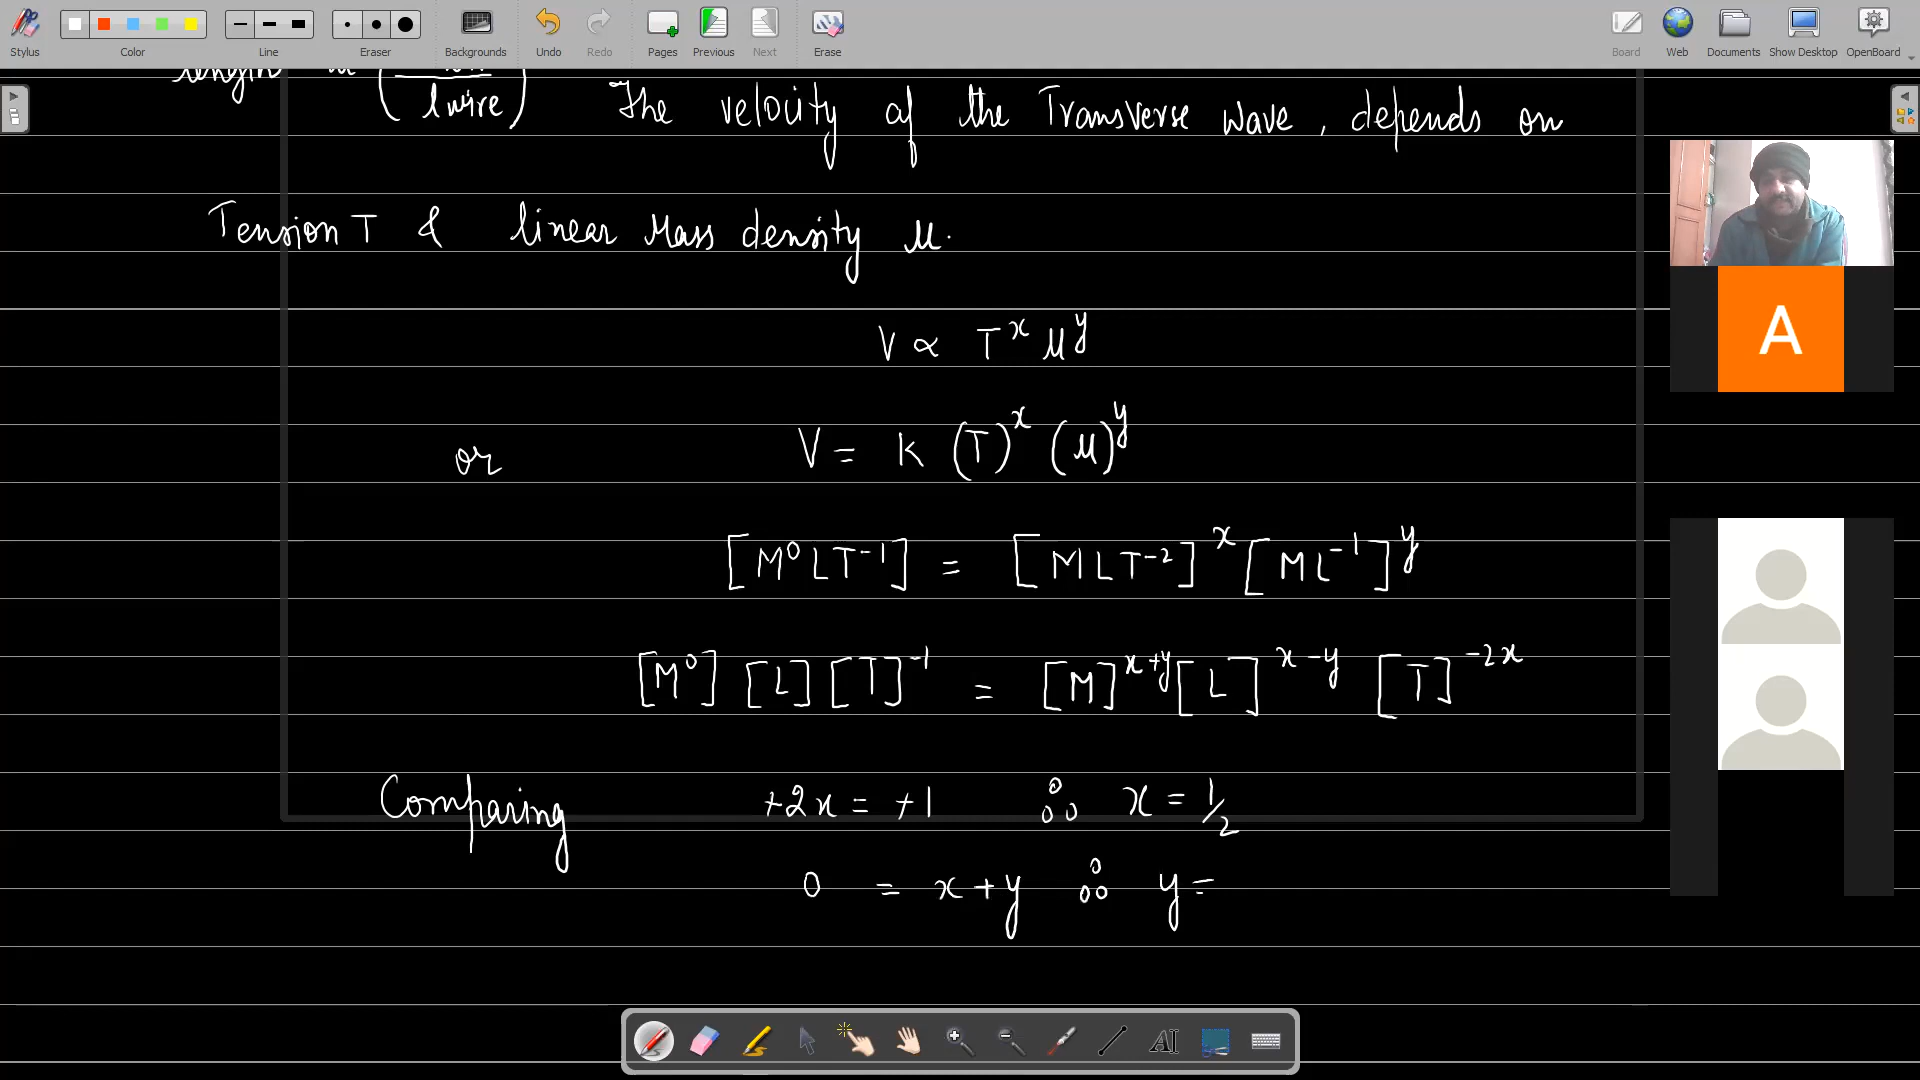 Stylus Color Line Eraser Backgrounds Undo Redo Pages Previous Next Erase Board Web Documents Show Desktop OpenBoard
length (l wire) The velocity of the Transverse wave, depends on
Tension T & linear Mass density μ.
V ∝ T^x μ^y
or V = K (T)^x (μ)^y
[M⁰LT⁻¹] = [MLT⁻²]^x [ML⁻¹]^y
[M⁰] [L] [T]⁻¹ = [M]^(x+y) [L]^(x-y) [T]^(-2x)
Comparing +2x = +1 ∴ x = 1/2
0 = x+y ∴ y =
A